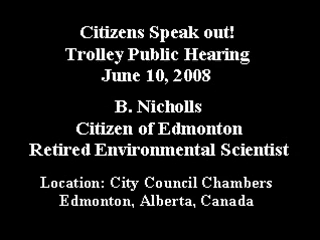 Citizens Speak out!
Trolley Public Hearing
June 10, 2008
B. Nicholls
Citizen of Edmonton
Retired Environmental Scientist
Location: City Council Chambers
Edmonton, Alberta, Canada